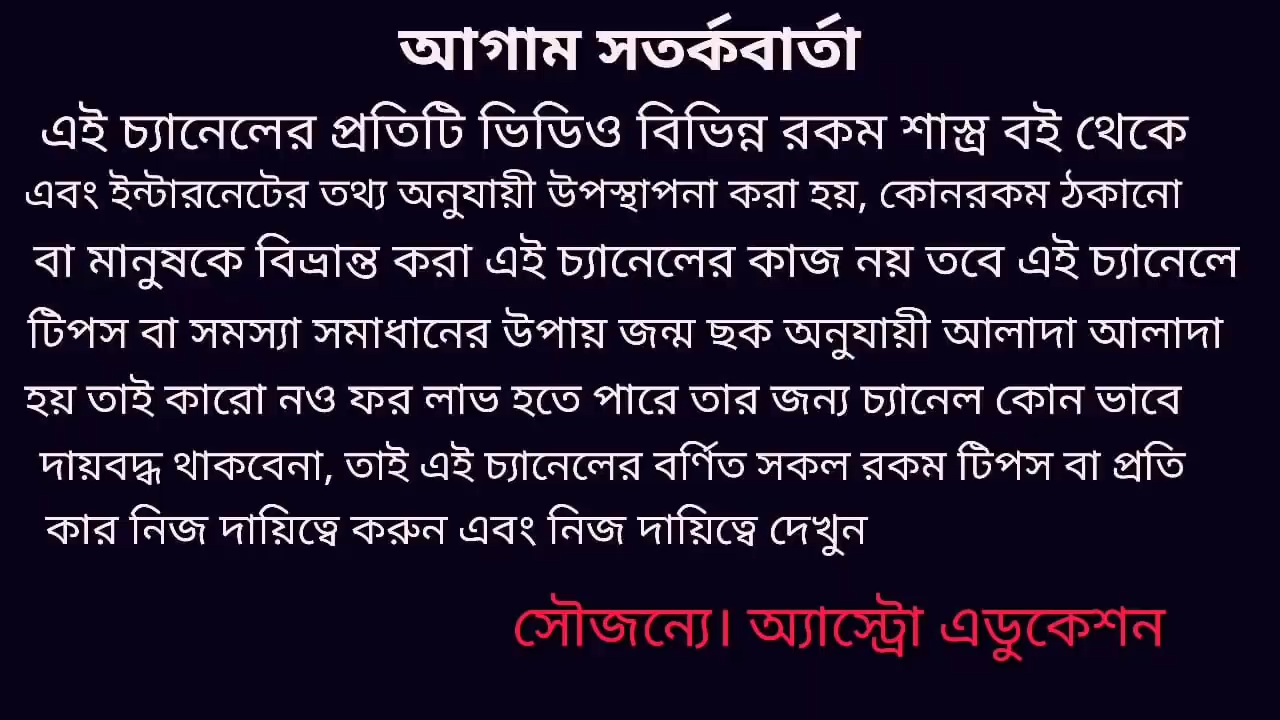 আগাম সতর্কবার্তা
এই চ্যানেলের প্রতিটি ভিডিও বিভিন্ন রকম শাস্ত্র বই থেকে
এবং ইন্টারনেটের তথ্য অনুযায়ী উপস্থাপনা করা হয়, কোনরকম ঠকানো
বা মানুষকে বিভ্রান্ত করা এই চ্যানেলের কাজ নয় তবে এই চ্যানেলে
টিপস বা সমস্যা সমাধানের উপায় জন্ম ছক অনুযায়ী আলাদা আলাদা
হয় তাই কারো নও ফর লাভ হতে পারে তার জন্য চ্যানেল কোন ভাবে
দায়বদ্ধ থাকবেনা, তাই এই চ্যানেলের বর্ণিত সকল রকম টিপস বা প্রতি
কার নিজ দায়িত্বে করুন এবং নিজ দায়িত্বে দেখুন
সৌজন্যে। অ্যাস্ট্রো এডুকেশন